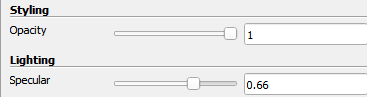 Styling
Opacity 1
Lighting
Specular 0.66